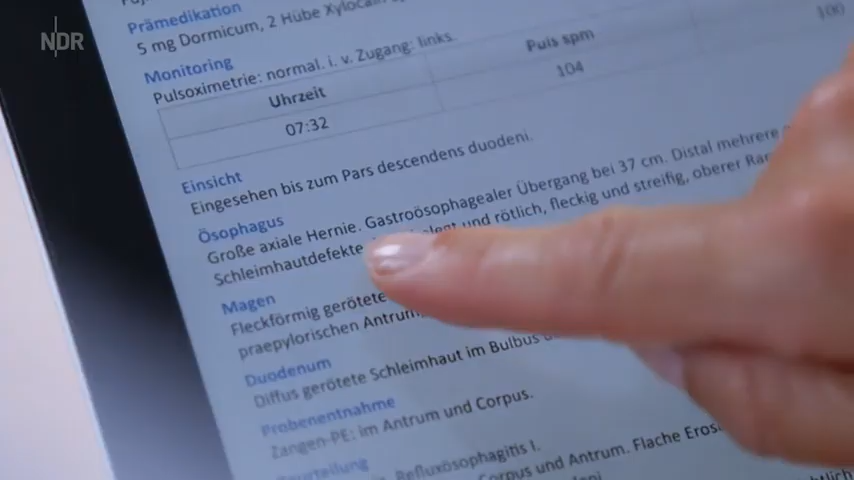 NDR
Prämedikation
5 mg Dormicum, 2 Hübe
Monitoring
Pulsoximetrie: normal. i. v. Zugang: links.
Uhrzeit Puls spm
07:32 104 100
Einsicht
Eingesehen bis zum Pars descendens duodeni.
Ösophagus
Große axiale Hernie. Gastroösophagealer Übergang bei 37 cm. Distal mehrere
Schleimhautdefekte und rötlich, fleckig und streifig, oberer
Magen
Fleckförmig gerötete
praepylorischen
Duodenum
Diffus gerötete Schleimhaut im Bulbus
Probenentnahme
Zangen-PE: im Antrum und Corpus.
Beurteilung
Refluxösophagitis I.
Corpus und Antrum. Flache